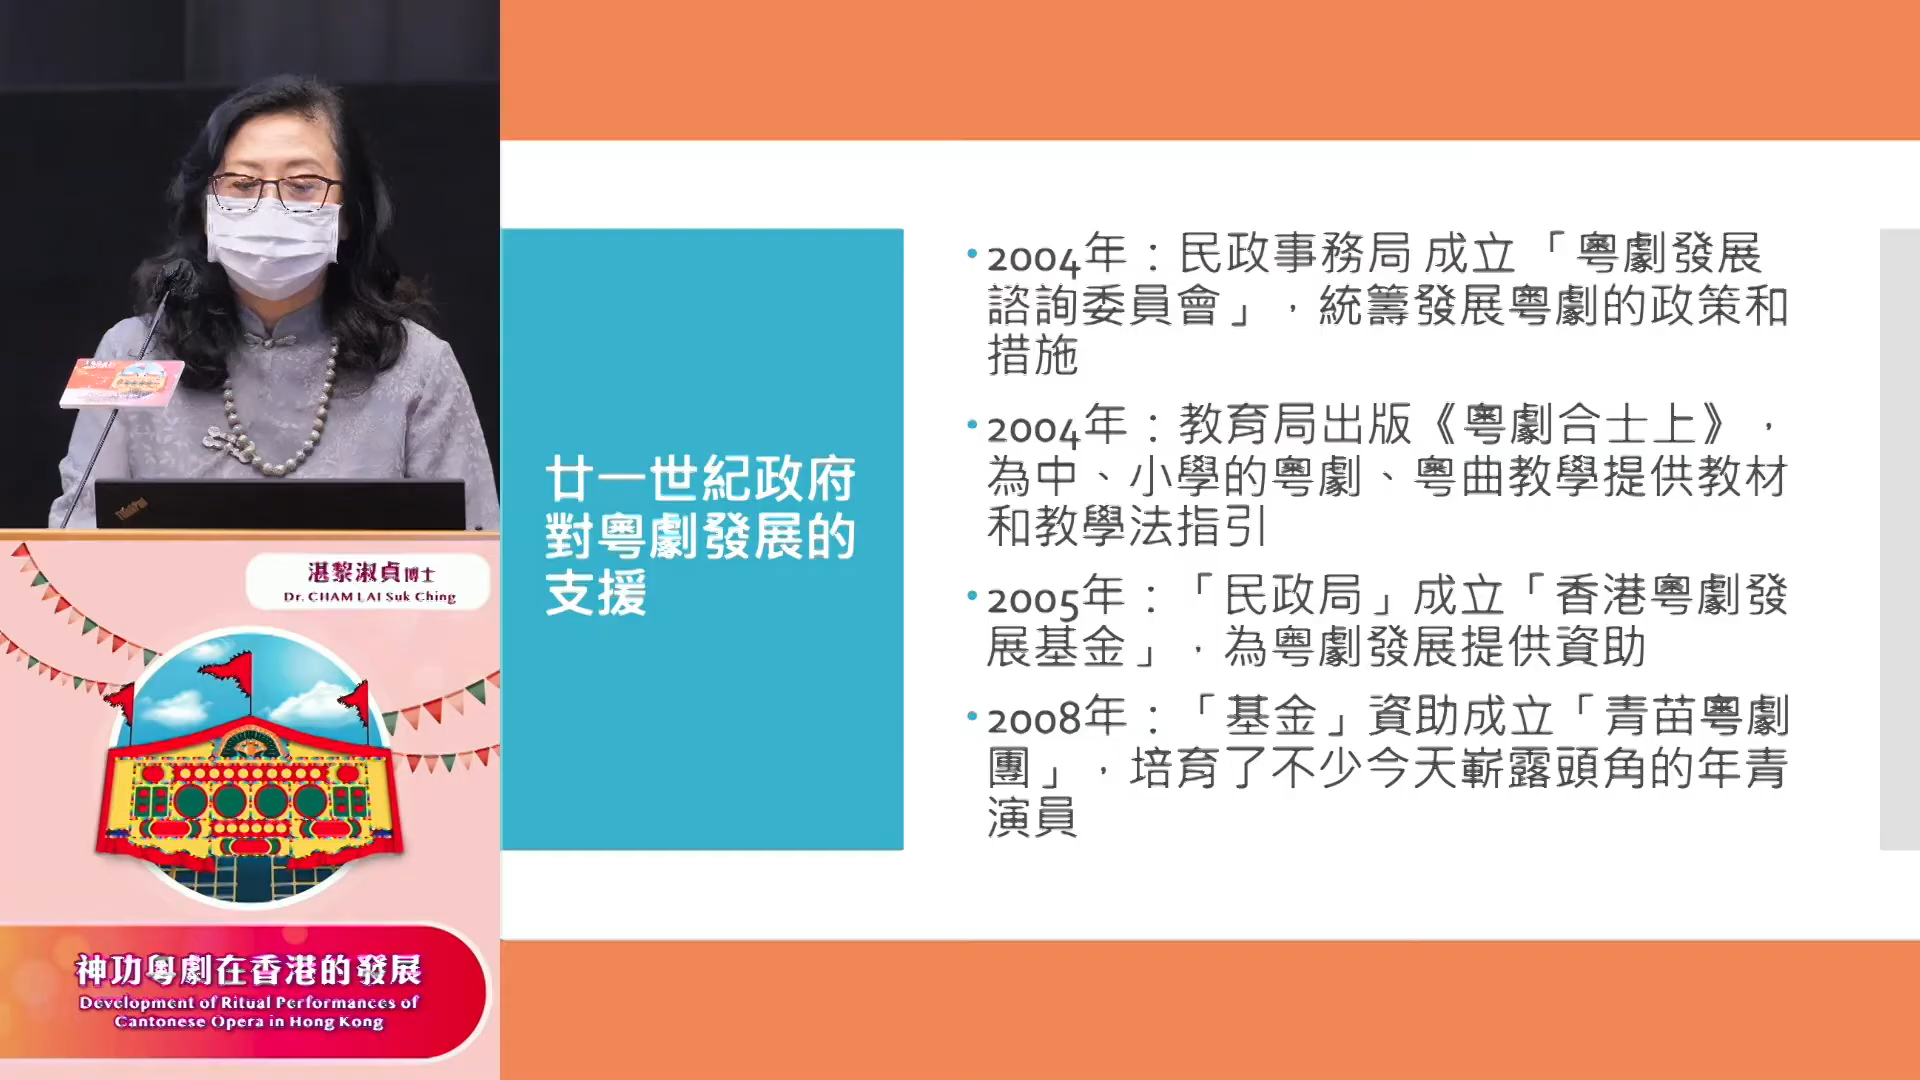 廿一世紀政府
對粵劇發展的
支援
• 2004年：民政事務局 成立 「粵劇發展
諮詢委員會」，統籌發展粵劇的政策和
措施
• 2004年：教育局出版《粵劇合士上》，
為中、小學的粵劇、粵曲教學提供教材
和教學法指引
• 2005年：「民政局」成立「香港粵劇發
展基金」，為粵劇發展提供資助
• 2008年：「基金」資助成立「青苗粵劇
團」，培育了不少今天嶄露頭角的年青
演員
ThinkPad
湛黎淑貞博士
Dr. CHAM LAI Suk Ching
神功粵劇在香港的發展
Development of Ritual Performances of
Cantonese Opera in Hong Kong